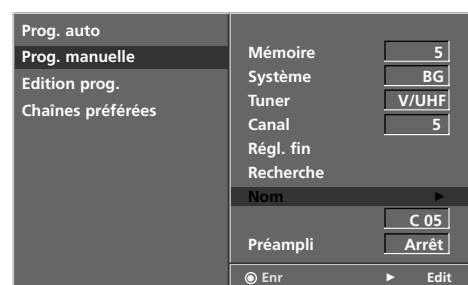 Prog. auto
Prog. manuelle
Edition prog.
Chaînes préférées
Mémoire 5
Système BG
Tuner V/UHF
Canal 5
Régl. fin
Recherche
Nom ►
C 05
Préampli Arrêt
◉ Enr ► Edit